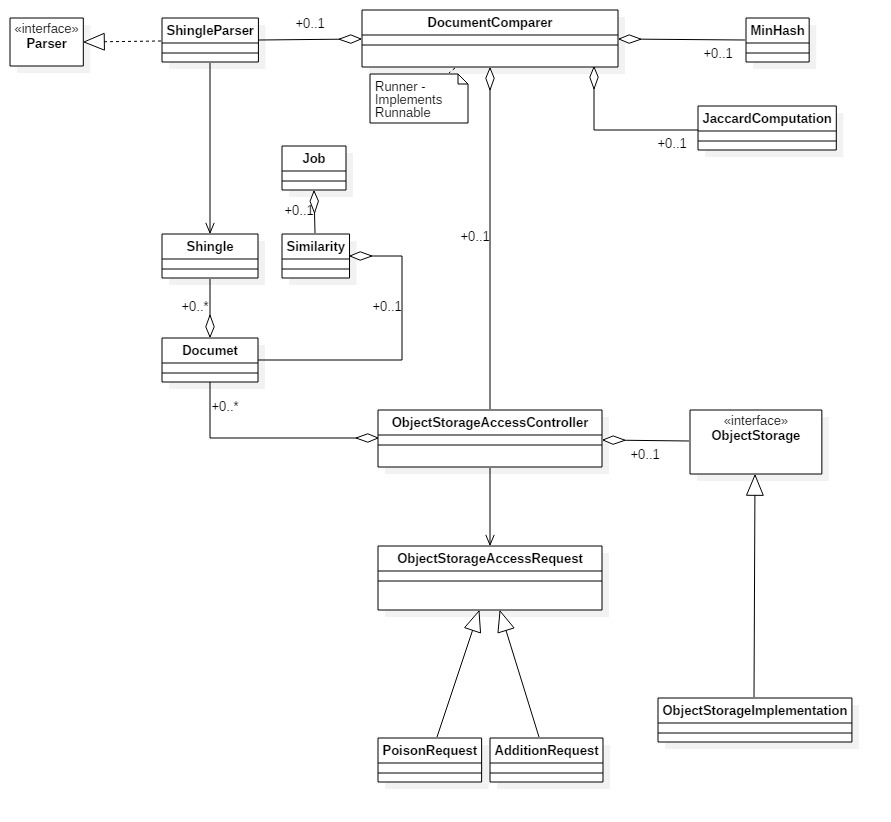 «interface»
Parser
ShingleParser
+0..1
DocumentComparer
MinHash
+0..1
Runner -
Implements
Runnable
JaccardComputation
+0..1
Job
+0..1
+0..1
Shingle
Similarity
+0..*
+0..1
Documet
+0..*
ObjectStorageAccessController
«interface»
ObjectStorage
+0..1
ObjectStorageAccessRequest
ObjectStorageImplementation
PoisonRequest
AdditionRequest